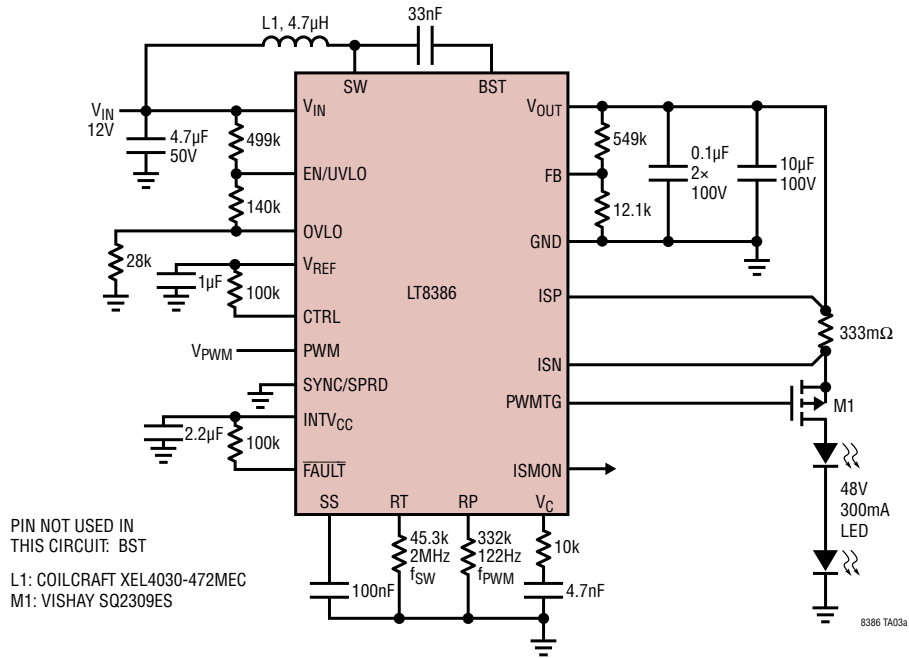 L1, 4.7µH
33nF
SW
BST
VIN
12V
4.7µF
50V
499k
140k
28k
1µF
100k
VPWM
2.2µF
100k
VIN
EN/UVLO
OVLO
VREF
CTRL
PWM
SYNC/SPRD
INTVCC
FAULT
LT8386
VOUT
FB
GND
ISP
ISN
PWMTG
ISMON
SS
RT
RP
VC
549k
12.1k
0.1µF
2×
100V
10µF
100V
333mΩ
M1
48V
300mA
LED
100nF
45.3k
2MHz
fSW
332k
122Hz
fPWM
10k
4.7nF
PIN NOT USED IN
THIS CIRCUIT: BST
L1: COILCRAFT XEL4030-472MEC
M1: VISHAY SQ2309ES
8386 TA03a